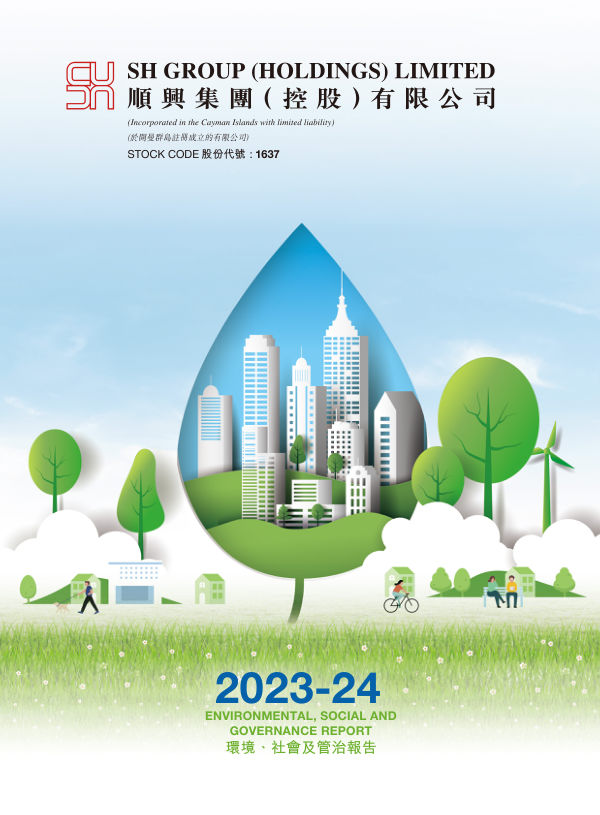 SH GROUP (HOLDINGS) LIMITED
順興集團(控股)有限公司
(Incorporated in the Cayman Islands with limited liability)
(於開曼群島註冊成立的有限公司)
STOCK CODE 股份代號 : 1637
2023-24
ENVIRONMENTAL, SOCIAL AND
GOVERNANCE REPORT
環境、社會及管治報告